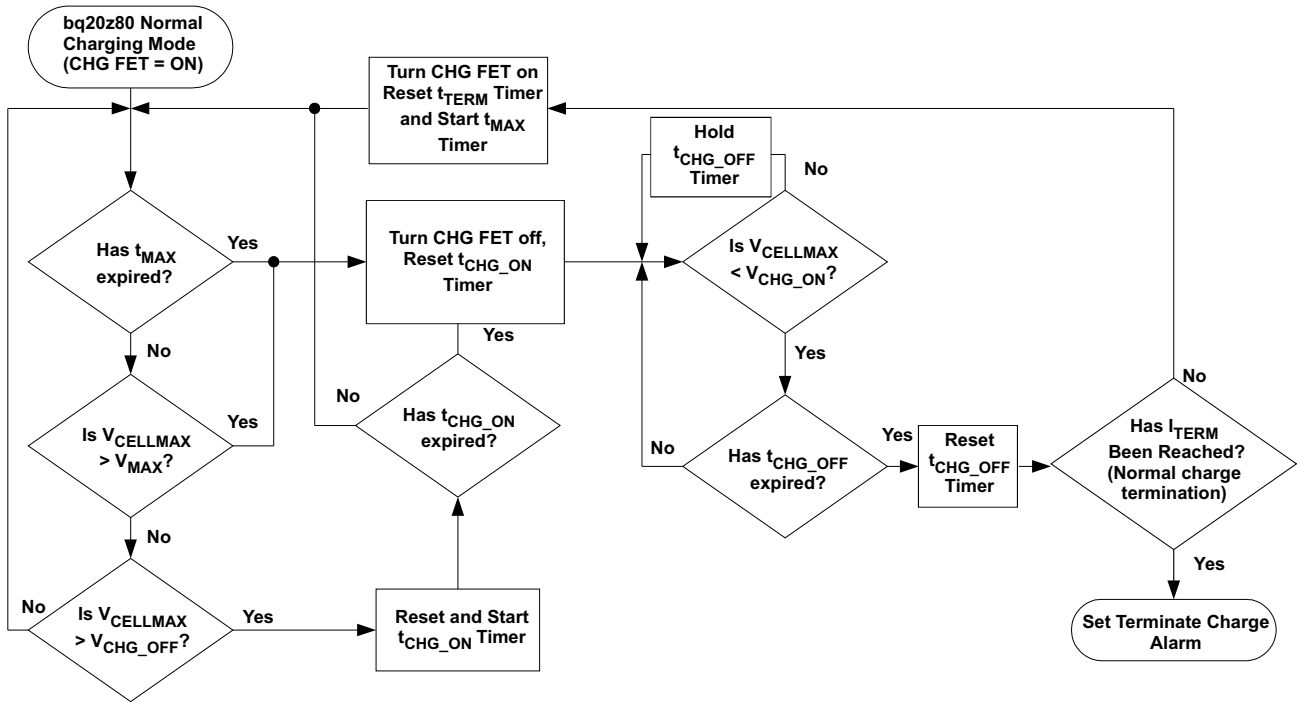 bq20z80 Normal
Charging Mode
(CHG FET = ON)
Turn CHG FET on
Reset tTERM Timer
and Start tMAX
Timer
Hold
tCHG_OFF
Timer
No
Has tMAX
expired?
Yes
Turn CHG FET off,
Reset tCHG_ON
Timer
Is VCELLMAX
< VCHG_ON?
No
Yes
Yes
Is VCELLMAX
> VMAX?
Yes
No
Has tCHG_ON
expired?
No
Has tCHG_OFF
expired?
Yes
Reset
tCHG_OFF
Timer
No
Has ITERM
Been Reached?
(Normal charge
termination)
No
Yes
No
Is VCELLMAX
> VCHG_OFF?
Yes
Reset and Start
tCHG_ON Timer
Set Terminate Charge
Alarm